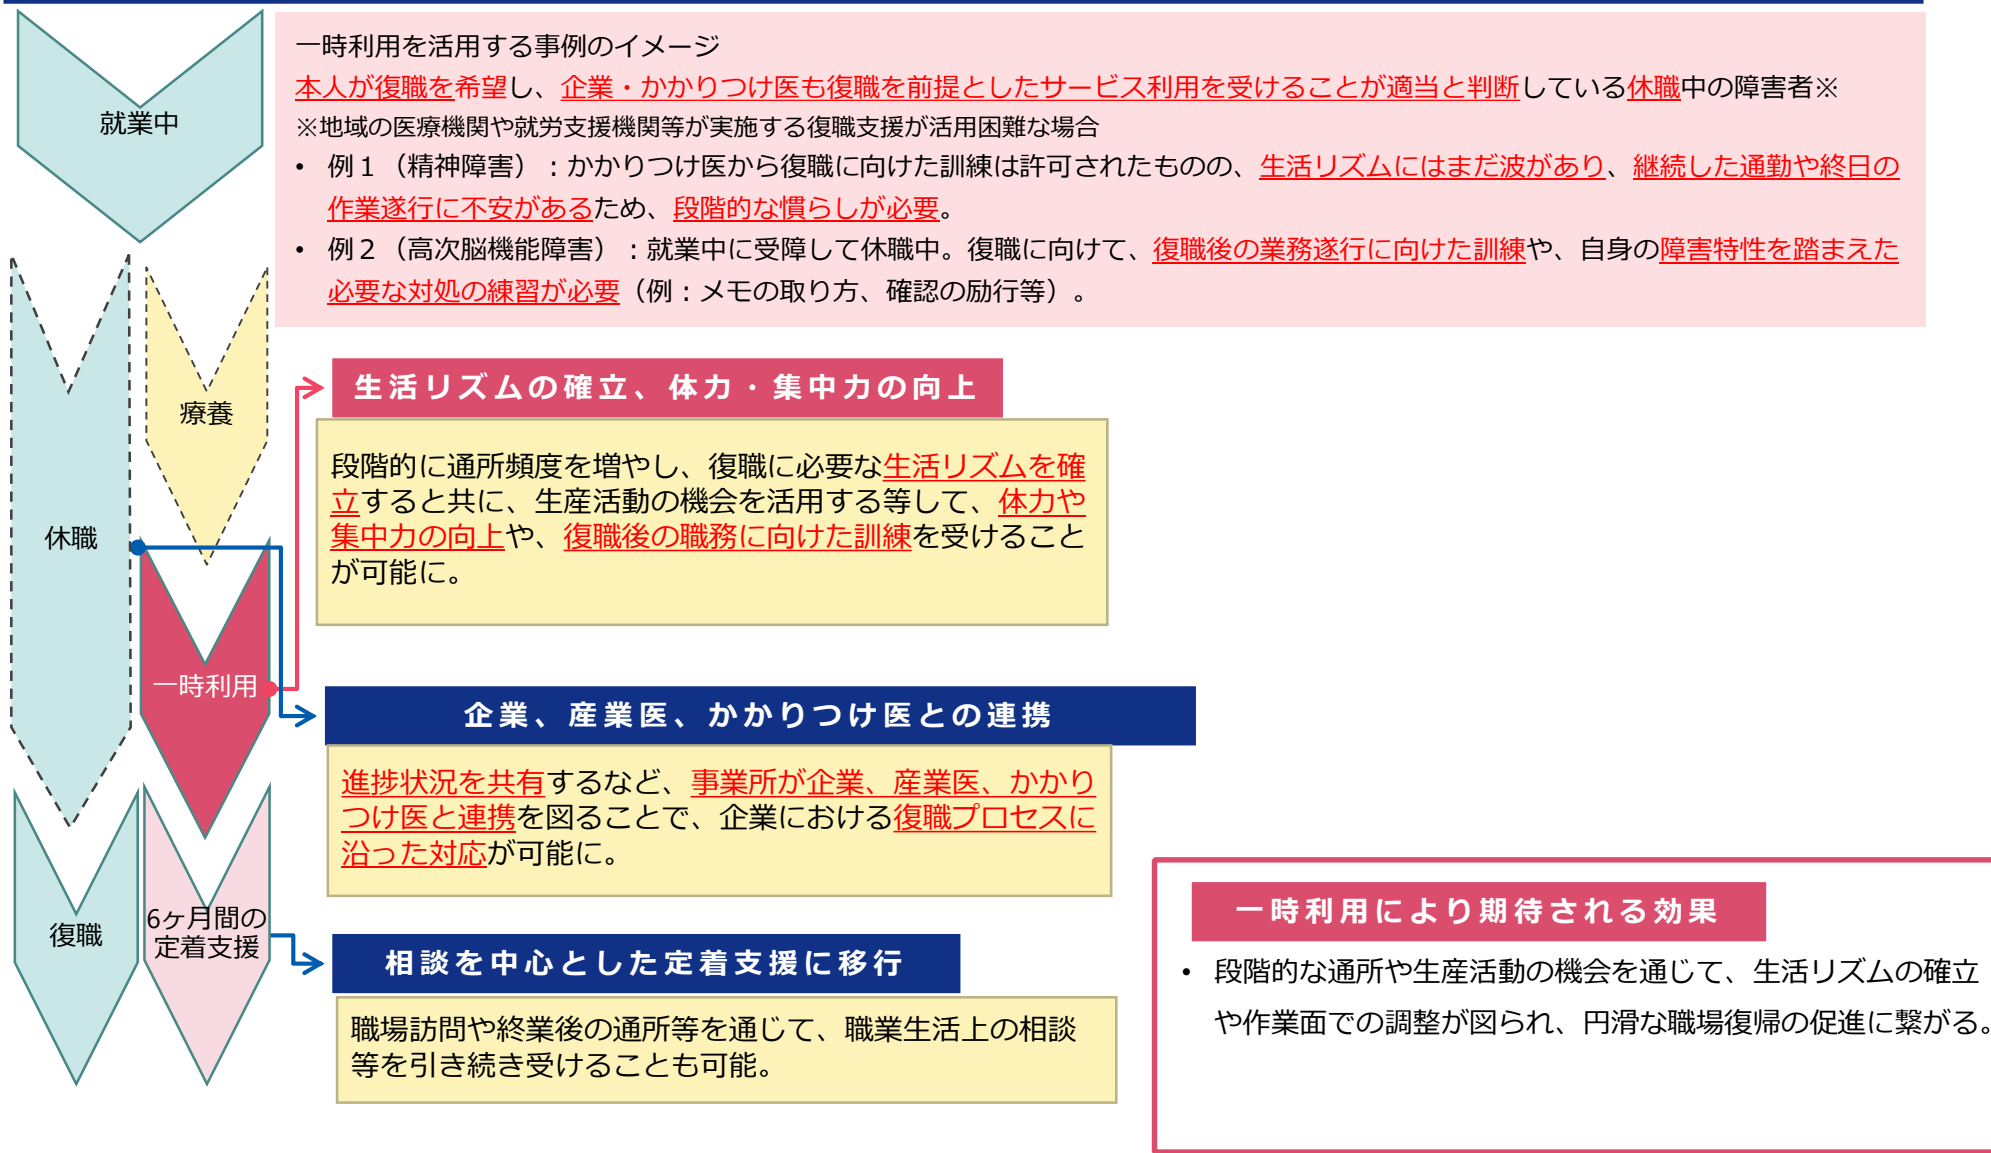 一時利用を活用する事例のイメージ
本人が復職を希望し、企業・かかりつけ医も復職を前提としたサービス利用を受けることが適当と判断している休職中の障害者※
※地域の医療機関や就労支援機関等が実施する復職支援が活用困難な場合
• 例１（精神障害）：かかりつけ医から復職に向けた訓練は許可されたものの、生活リズムにはまだ波があり、継続した通勤や終日の
作業遂行に不安があるため、段階的な慣らしが必要。
• 例２（高次脳機能障害）：就業中に受障して休職中。復職に向けて、復職後の業務遂行に向けた訓練や、自身の障害特性を踏まえた
必要な対処の練習が必要（例：メモの取り方、確認の励行等）。
就業中
療養
休職
一時利用
復職
6ヶ月間の
定着支援
生活リズムの確立、体力・集中力の向上
段階的に通所頻度を増やし、復職に必要な生活リズムを確
立すると共に、生産活動の機会を活用する等して、体力や
集中力の向上や、復職後の職務に向けた訓練を受けること
が可能に。
企業、産業医、かかりつけ医との連携
進捗状況を共有するなど、事業所が企業、産業医、かかり
つけ医と連携を図ることで、企業における復職プロセスに
沿った対応が可能に。
相談を中心とした定着支援に移行
職場訪問や終業後の通所等を通じて、職業生活上の相談
等を引き続き受けることも可能。
一時利用により期待される効果
• 段階的な通所や生産活動の機会を通じて、生活リズムの確立
や作業面での調整が図られ、円滑な職場復帰の促進に繋がる。